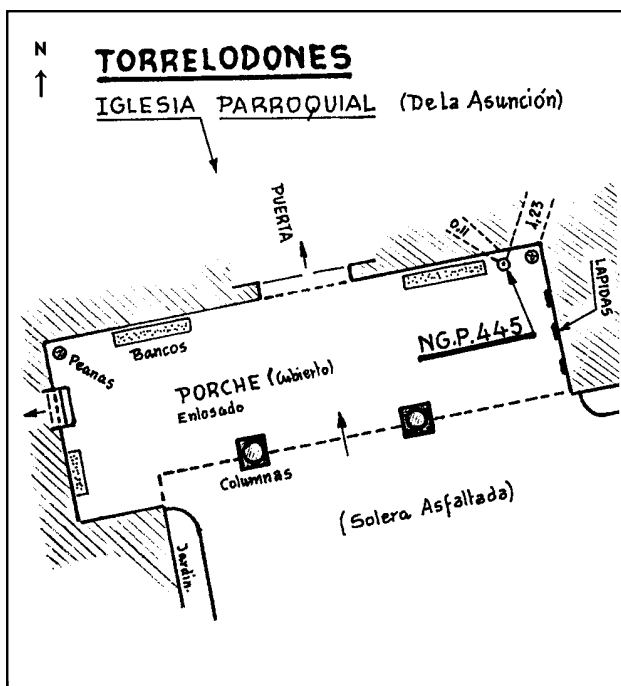 N
TORRELODONES
IGLESIA PARROQUIAL (De la Asunción)
PUERTA
0,11
1,23
LAPIDAS
NG.P.445
Peanas
Bancos
PORCHE (Cubierto)
Enlosado
Columnas
(Solera Asfaltada)
Jardin.